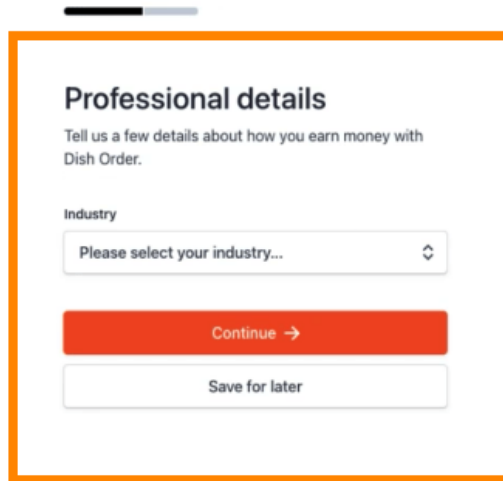 Professional details
Tell us a few details about how you earn money with
Dish Order.
Industry
Please select your industry...
Continue →
Save for later